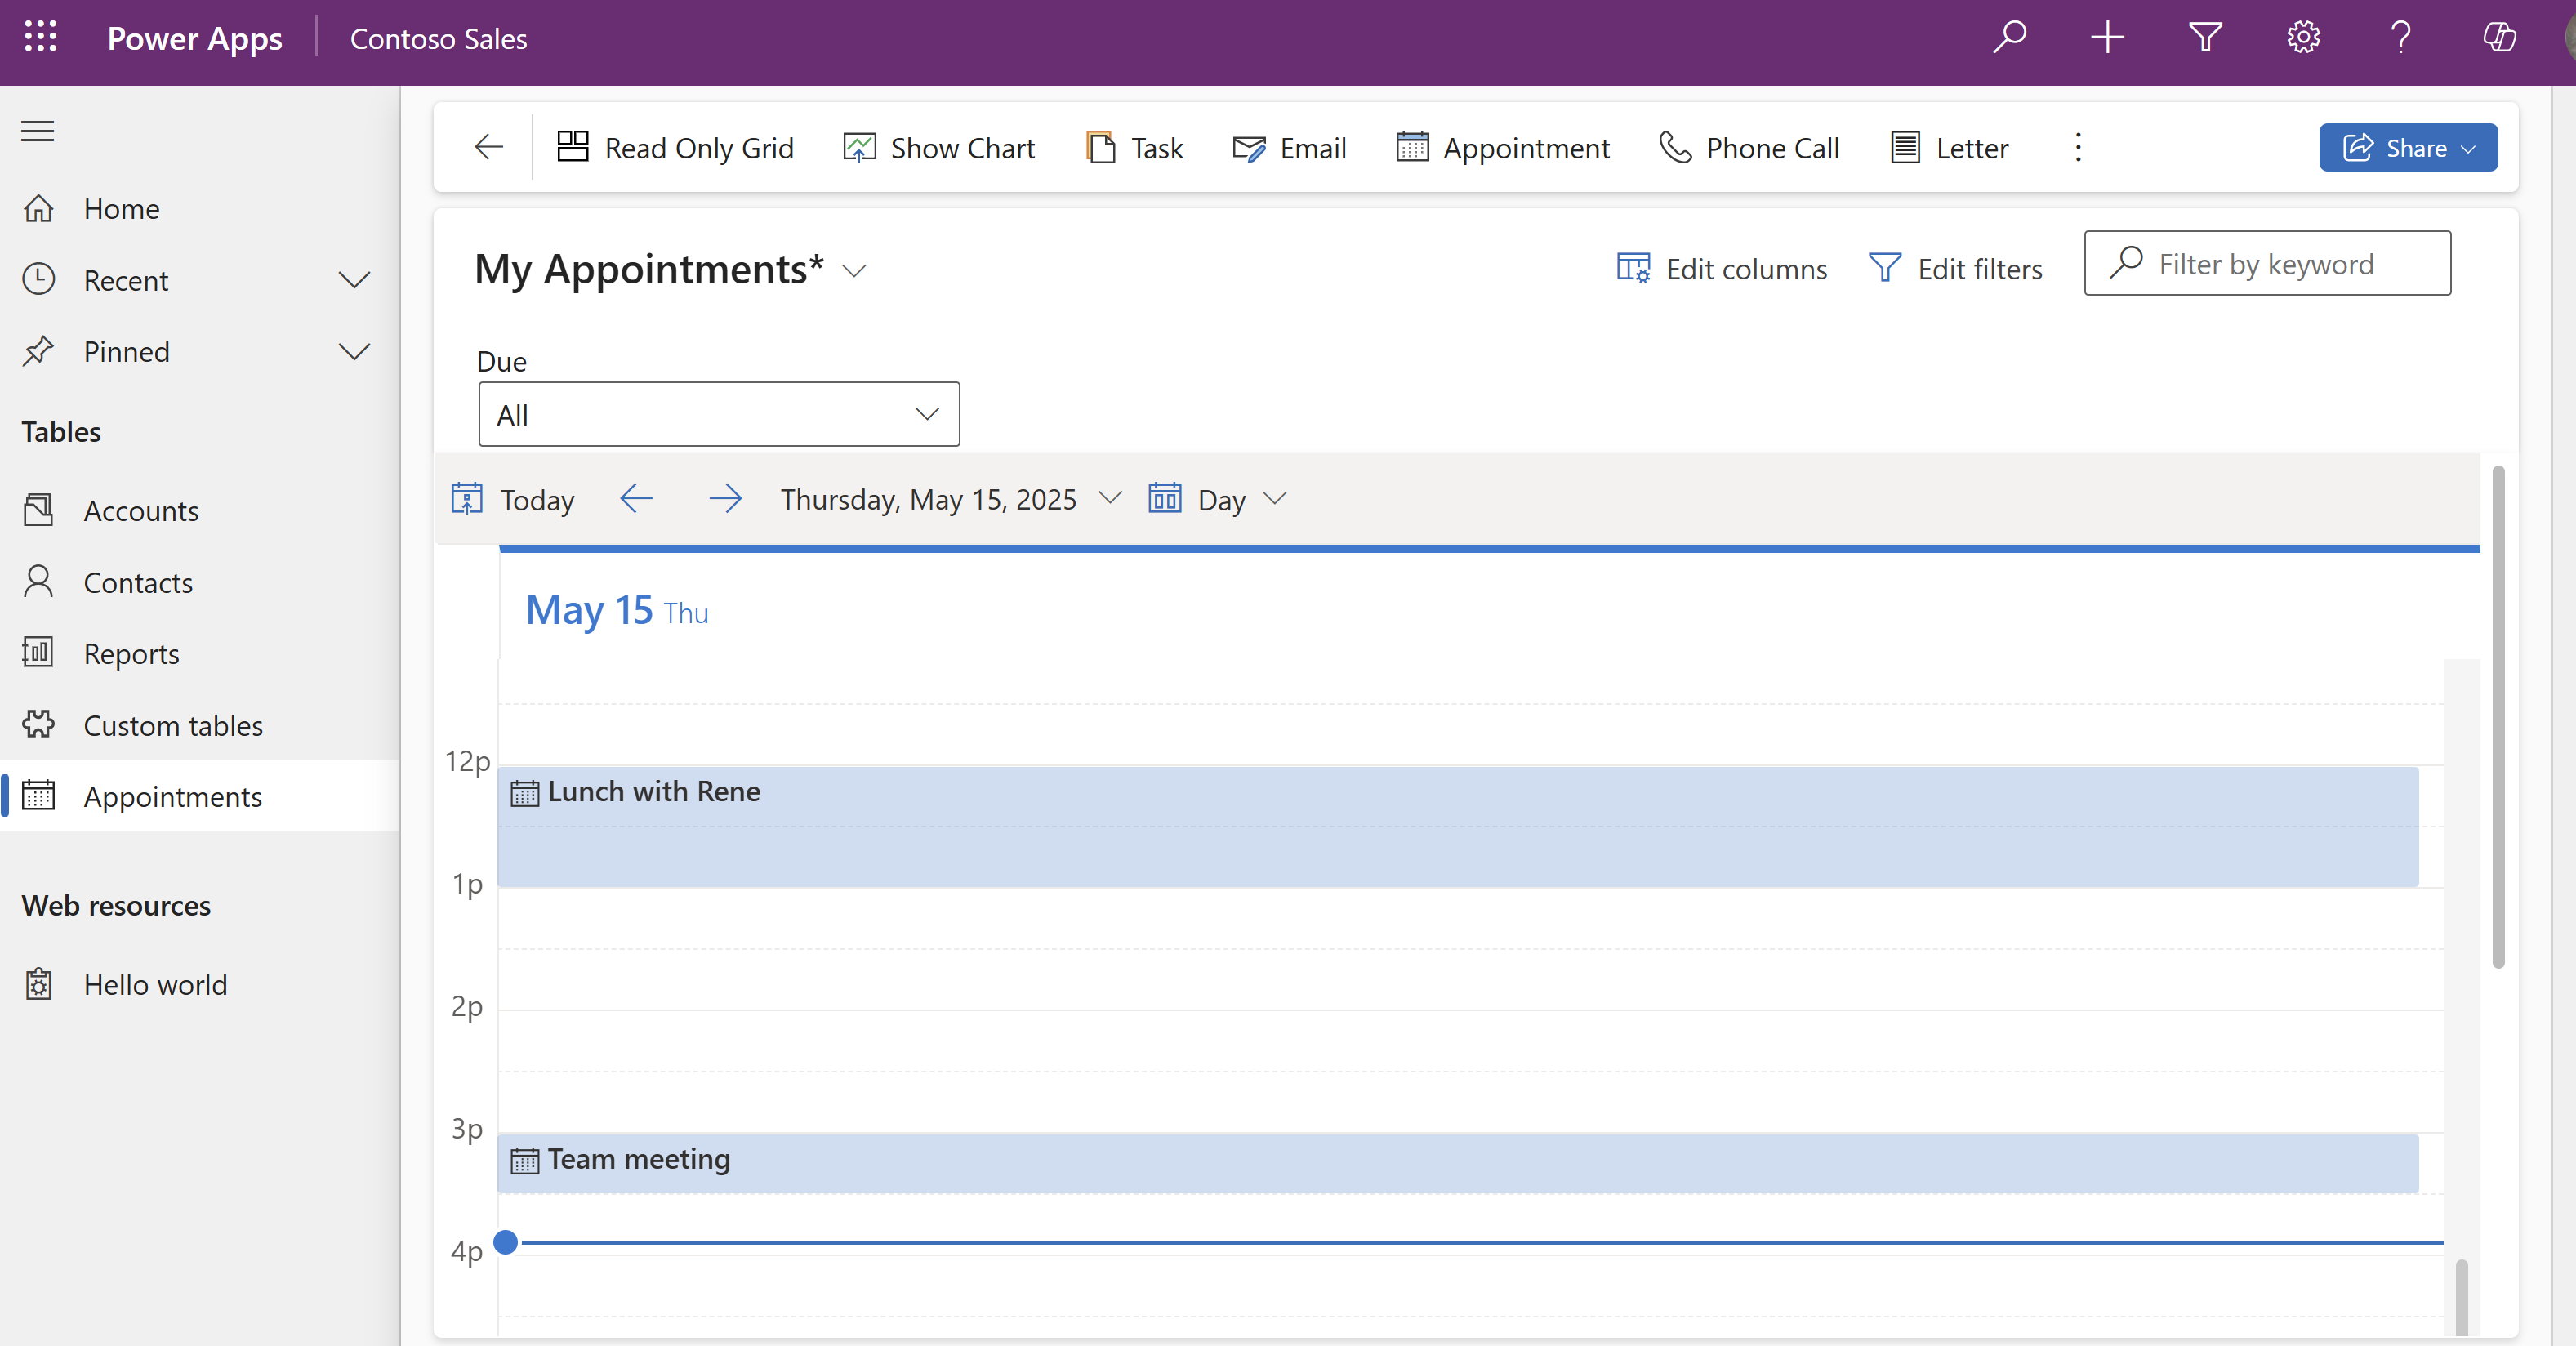 Power Apps
Contoso Sales
Home
Recent
Pinned
Tables
Accounts
Contacts
Reports
Custom tables
Appointments
Web resources
Hello world
Read Only Grid
Show Chart
Task
Email
Appointment
Phone Call
Letter
Share
My Appointments*
Edit columns
Edit filters
Filter by keyword
Due
All
Today
Thursday, May 15, 2025
Day
May 15 Thu
12p
Lunch with Rene
1p
2p
3p
Team meeting
4p